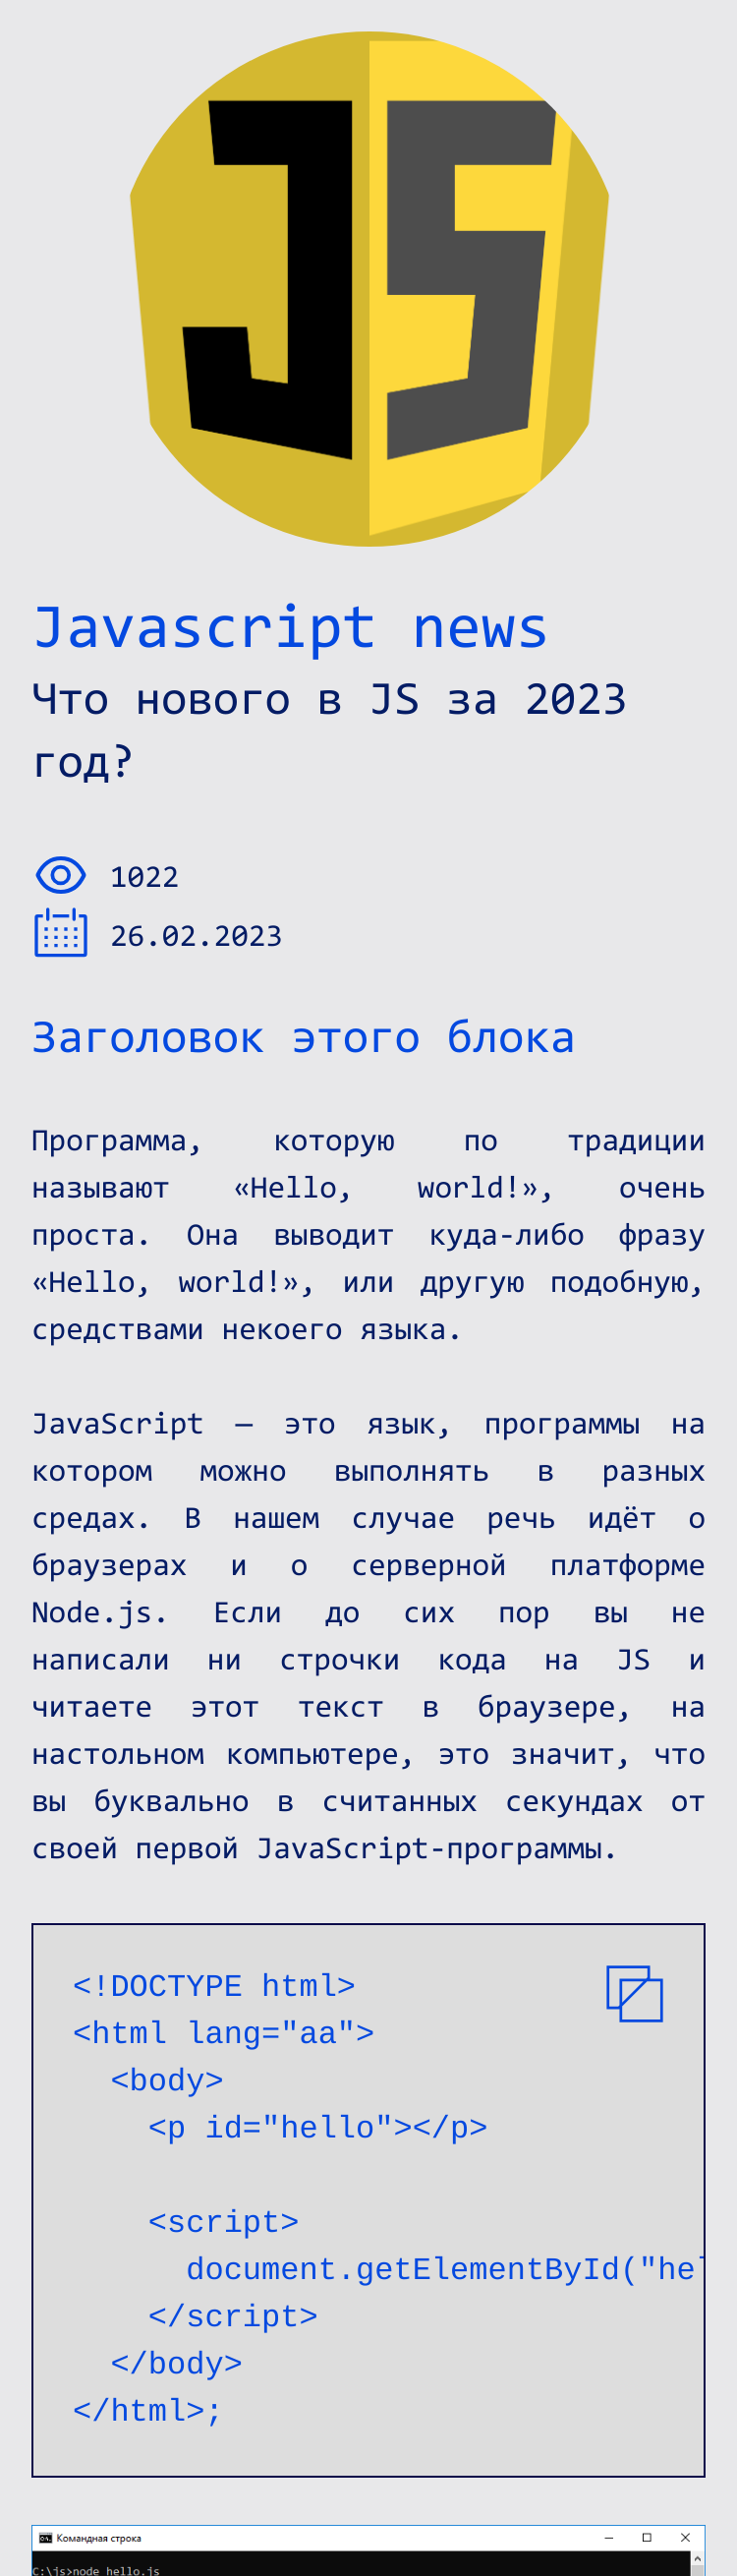 JS
Javascript news
Что нового в JS за 2023
год?
1022
26.02.2023
Заголовок этого блока
Программа, которую по традиции
называют «Hello, world!», очень
проста. Она выводит куда-либо фразу
«Hello, world!», или другую подобную,
средствами некоего языка.
JavaScript – это язык, программы на
котором можно выполнять в разных
средах. В нашем случае речь идёт о
браузерах и о серверной платформе
Node.js. Если до сих пор вы не
написали ни строчки кода на JS и
читаете этот текст в браузере, на
настольном компьютере, это значит, что
вы буквально в считанных секундах от
своей первой JavaScript-программы.
<!DOCTYPE html>
<html lang="aa">
  <body>
    <p id="hello"></p>
    <script>
      document.getElementById("hel
    </script>
  </body>
</html>;
Командная строка
C:\js>node hello.js